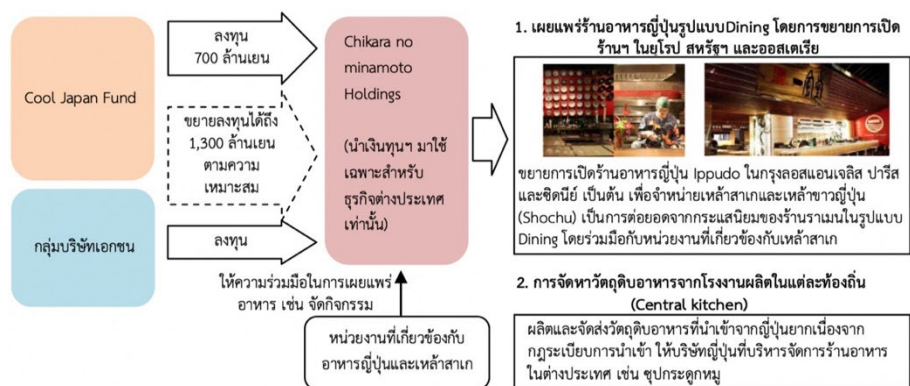 Cool Japan Fund
กลุ่มบริษัทเอกชน
ลงทุน
700 ล้านเยน
ขยายลงทุนได้ถึง
1,300 ล้านเยน
ตามความ
เหมาะสม
ลงทุน
Chikara no
minamoto
Holdings
(นำเงินทุนฯ มาใช้
เฉพาะสำหรับ
ธุรกิจต่างประเทศ
เท่านั้น)
ให้ความร่วมมือในการเผยแพร่
อาหาร เช่น จัดกิจกรรม
หน่วยงานที่เกี่ยวข้องกับ
อาหารญี่ปุ่นและเหล้าสาเก
1. เผยแพร่ร้านอาหารญี่ปุ่นรูปแบบDining โดยการขยายการเปิด
ร้านฯ ในยุโรป สหรัฐฯ และออสเตเรีย
ขยายการเปิดร้านอาหารญี่ปุ่น Ippudo ในกรุงลอสแอนเจลิส ปารีส
และซิดนีย์ เป็นต้น เพื่อจำหน่ายเหล้าสาเกและเหล้าขาวญี่ปุ่น
(Shochu) เป็นการต่อยอดจากกระแสนิยมของร้านราเมนในรูปแบบ
Dining โดยร่วมมือกับหน่วยงานที่เกี่ยวข้องกับเหล้าสาเก
2. การจัดหาวัตถุดิบอาหารจากโรงงานผลิตในแต่ละท้องถิ่น
(Central kitchen)
ผลิตและจัดส่งวัตถุดิบอาหารที่นำเข้าจากญี่ปุ่นยากเนื่องจาก
กฎระเบียบการนำเข้า ให้บริษัทญี่ปุ่นที่บริหารจัดการร้านอาหาร
ในต่างประเทศ เช่น ซุปกระดูกหมู